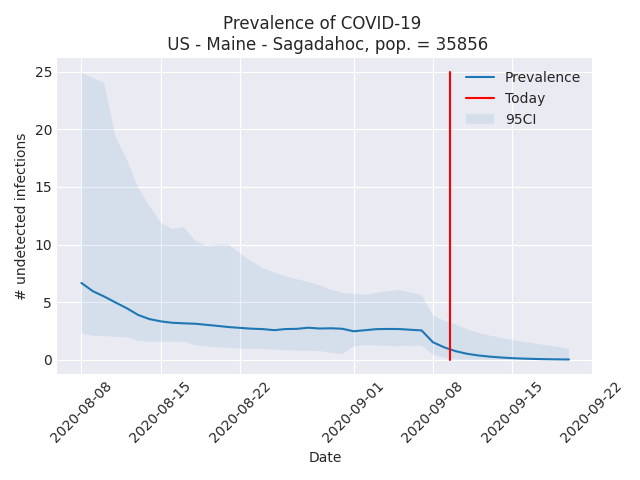 Prevalence of COVID-19
US - Maine - Sagadahoc, pop. = 35856
25
20
15
10
5
0
# undetected infections
Prevalence
Today
95CI
2020-08-08
2020-08-15
2020-08-22
2020-09-01
2020-09-08
2020-09-15
2020-09-22
Date